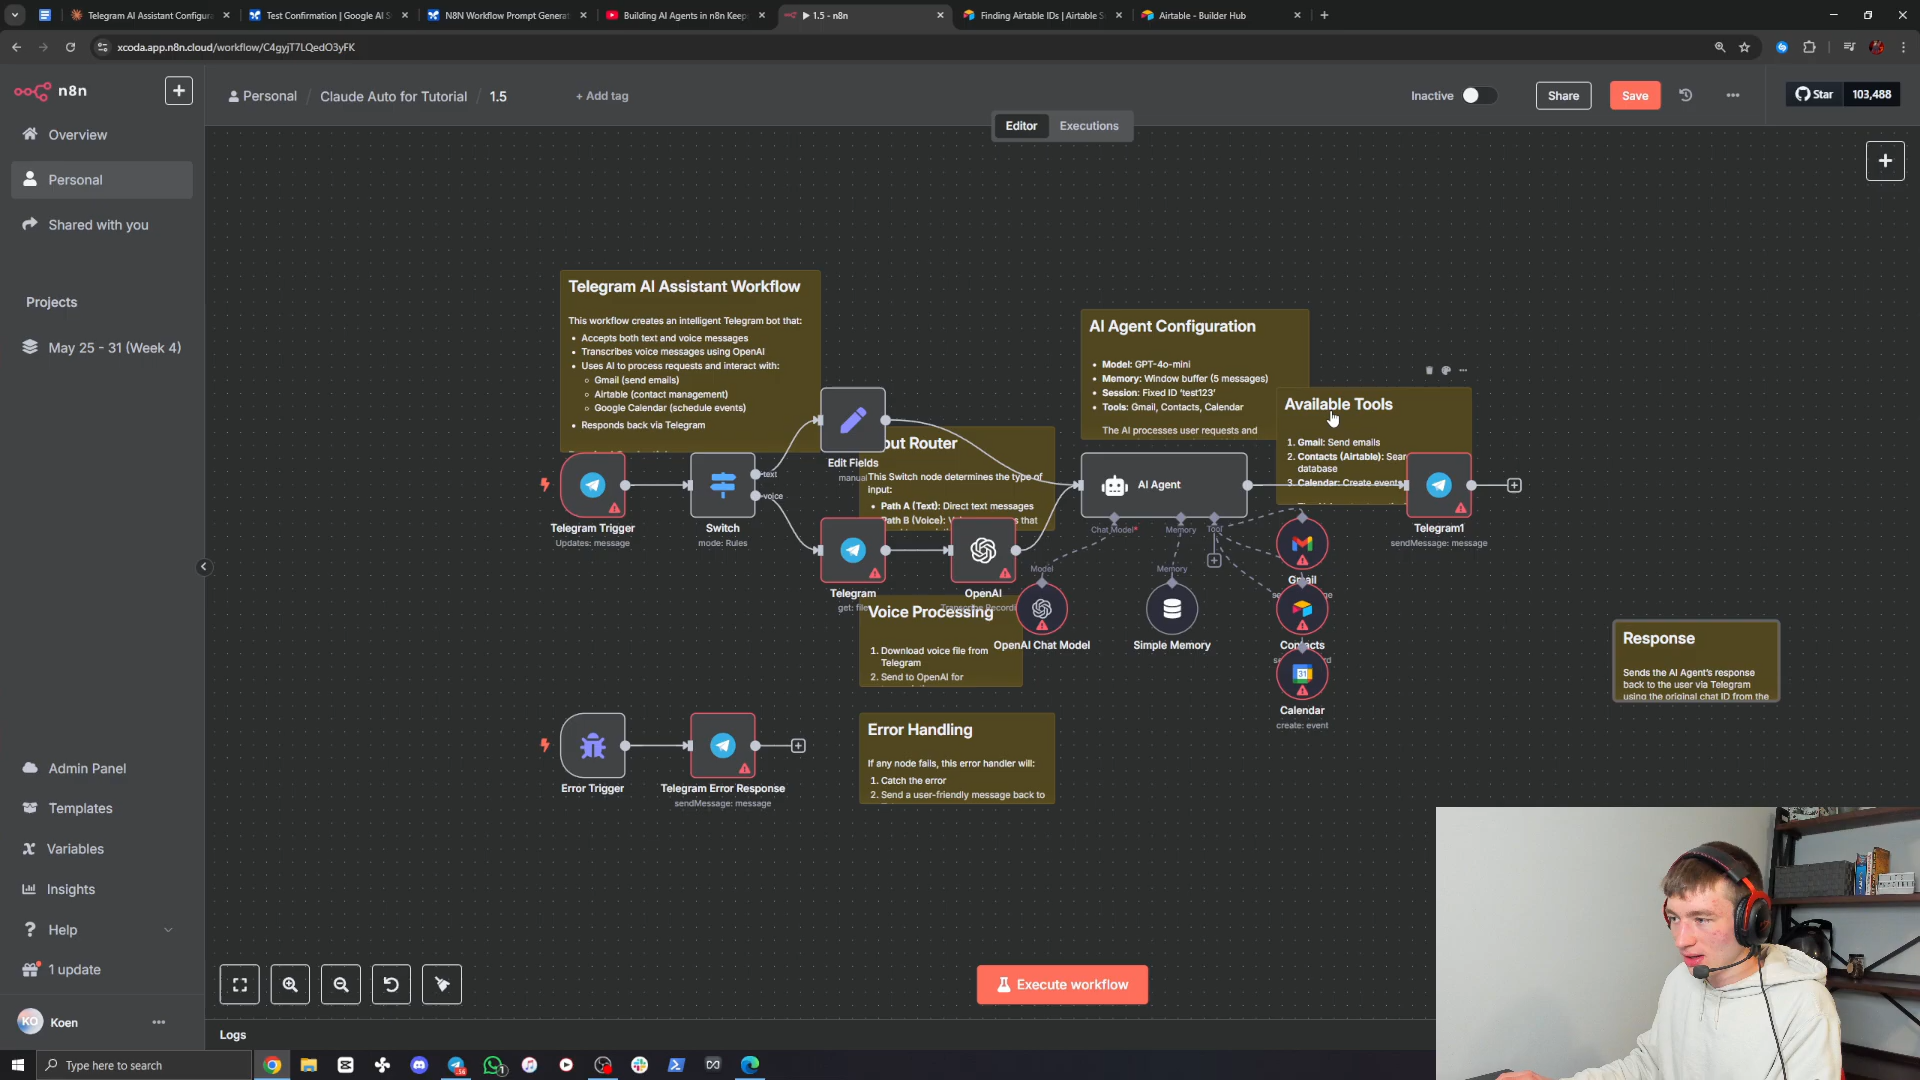 Telegram AI Assistant Configura
Test Confirmation | Google AI S
N8N Workflow Prompt Generat
Building AI Agents in n8n Keep
▶ 1.5 - n8n
Finding Airtable IDs | Airtable S
Airtable - Builder Hub
xcoda.app.n8n.cloud/workflow/C4gyjT7LQedO3yFK
n8n
Personal / Claude Auto for Tutorial / 1.5
+ Add tag
Inactive
Share
Save
Star
103,488
Editor
Executions
Overview
Personal
Shared with you
Projects
May 25 - 31 (Week 4)
Admin Panel
Templates
Variables
Insights
Help
1 update
KO
Koen
Telegram AI Assistant Workflow
This workflow creates an intelligent Telegram bot that:
• Accepts both text and voice messages
• Transcribes voice messages using OpenAI
• Uses AI to process requests and interact with:
Gmail (send emails)
Airtable (contact management)
Google Calendar (schedule events)
• Responds back via Telegram
AI Agent Configuration
• Model: GPT-4o-mini
• Memory: Window buffer (5 messages)
• Session: Fixed ID 'test123'
• Tools: Gmail, Contacts, Calendar
The AI processes user requests and
Available Tools
1. Gmail: Send emails
2. Contacts (Airtable): Sear
database
3. Calendar: Create events
put Router
This Switch node determines the type of
input:
• Path A (Text): Direct text messages
Path B (Voice):
that
Edit Fields
manual
text
voice
Telegram Trigger
Updates: message
Switch
mode: Rules
AI Agent
Chat Model*
Memory
Tool
Telegram1
sendMessage: message
Telegram
get: file
OpenAI
Transcribe Recordi
Model
OpenAI Chat Model
Memory
Simple Memory
Gmail
Contacts
31
Calendar
create: event
Voice Processing
1. Download voice file from
Telegram
2. Send to OpenAI for
Response
Sends the AI Agent's response
back to the user via Telegram
using the original chat ID from the
Error Trigger
Telegram Error Response
sendMessage: message
Error Handling
If any node fails, this error handler will:
1. Catch the error
2. Send a user-friendly message back to
Execute workflow
Logs
Type here to search